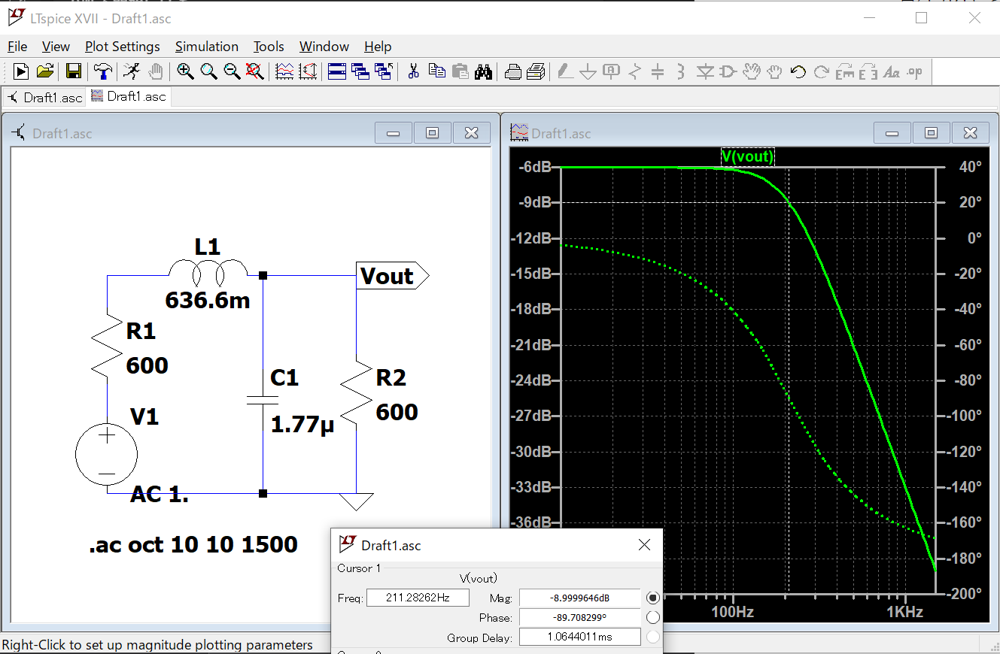 LTspice XVII - Draft1.asc
File View Plot Settings Simulation Tools Window Help
Draft1.asc Draft1.asc
Draft1.asc
L1
636.6m
Vout
R1
600
C1
1.77µ
R2
600
V1
AC 1.
.ac oct 10 10 1500
Draft1.asc
V(vout)
-6dB 40°
-9dB 20°
-12dB 0°
-15dB -20°
-18dB -40°
-21dB -60°
-24dB -80°
-27dB -100°
-30dB -120°
-33dB -140°
-36dB -160°
-180°
-200°
100Hz 1KHz
Draft1.asc
Cursor 1
V(vout)
Freq: 211.28262Hz Mag: -8.9999646dB
Phase: -89.708299°
Group Delay: 1.0644011ms
Right-Click to set up magnitude plotting parameters